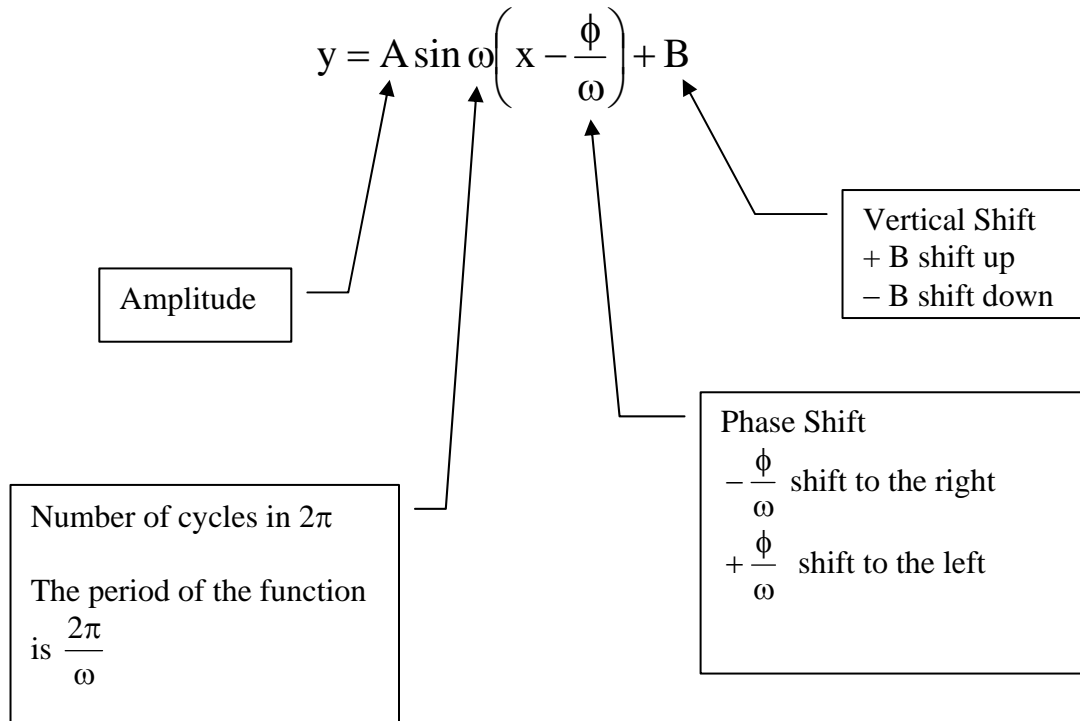 y = A sin ω( x − ϕ/ω ) + B
Vertical Shift
+ B shift up
− B shift down
Amplitude
Phase Shift
− ϕ/ω shift to the right
+ ϕ/ω shift to the left
Number of cycles in 2π
The period of the function
is 2π/ω